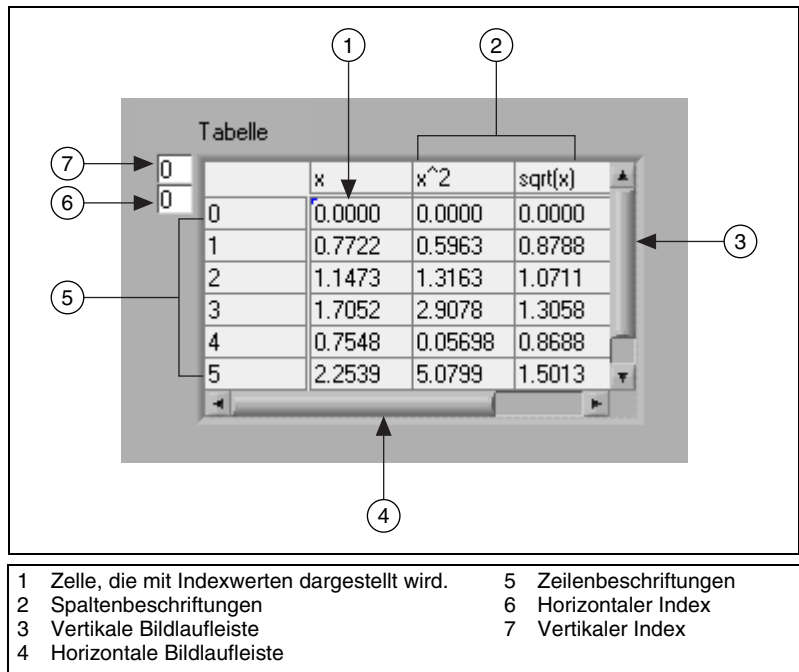 1 2
Tabelle
7 0
6 0
x x^2 sqrt(x)
0 0.0000 0.0000 0.0000
1 0.7722 0.5963 0.8788
2 1.1473 1.3163 1.0711
3 1.7052 2.9078 1.3058
4 0.7548 0.05698 0.8688
5 2.2539 5.0799 1.5013
3
5
4
1 Zelle, die mit Indexwerten dargestellt wird.
2 Spaltenbeschriftungen
3 Vertikale Bildlaufleiste
4 Horizontale Bildlaufleiste
5 Zeilenbeschriftungen
6 Horizontaler Index
7 Vertikaler Index